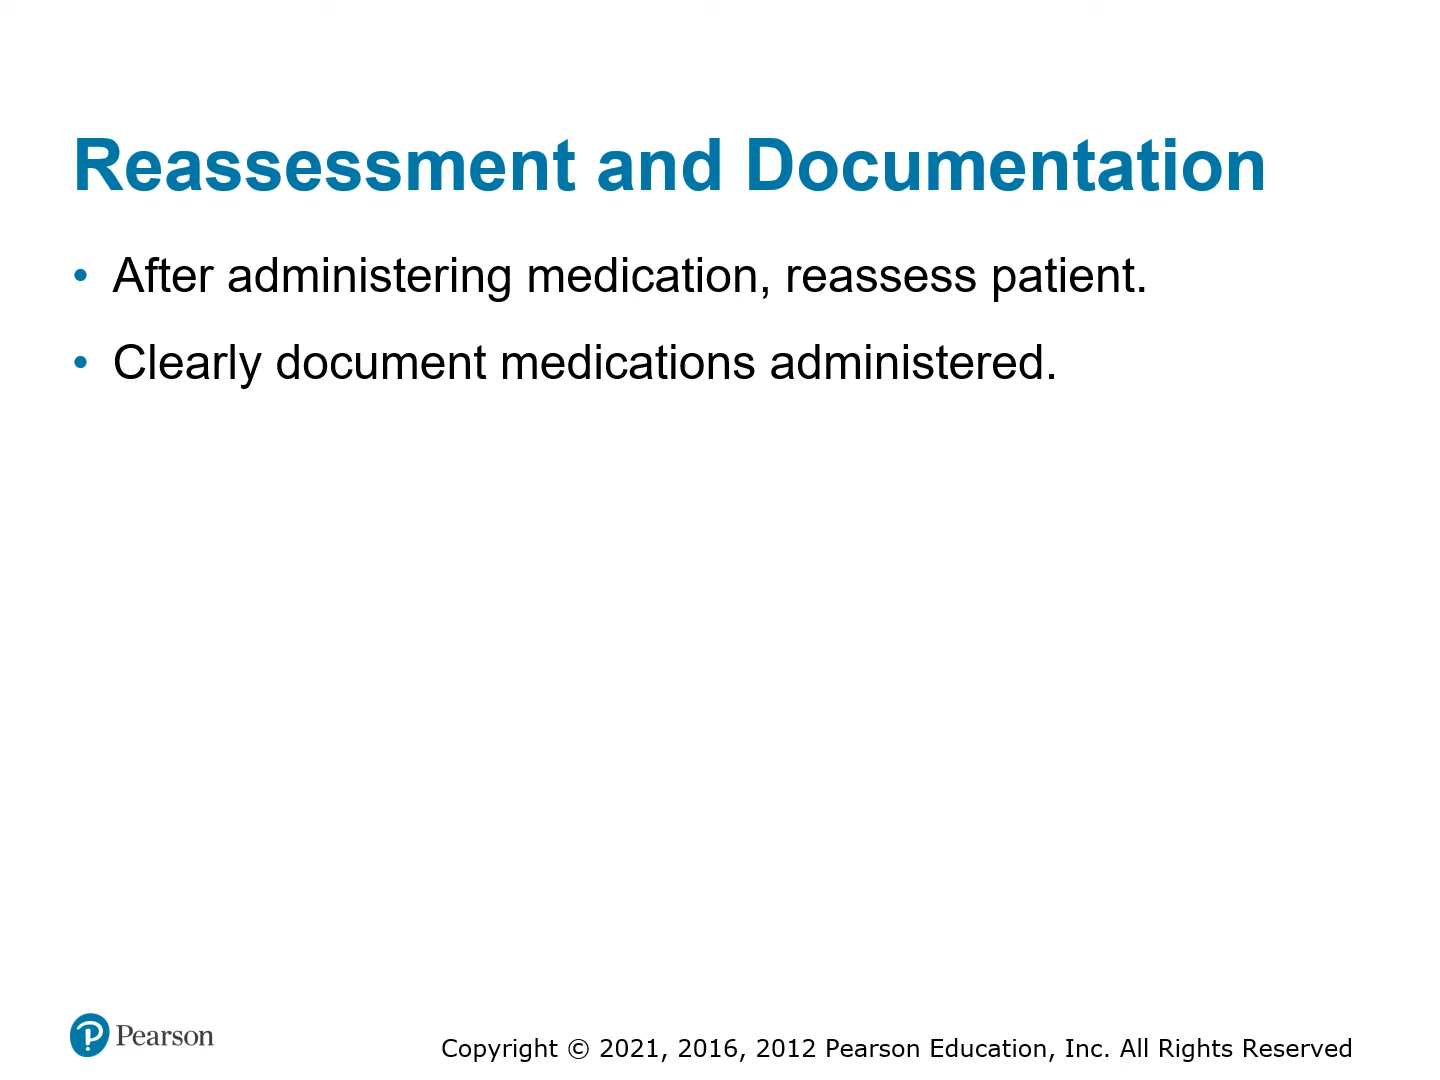 Reassessment and Documentation
• After administering medication, reassess patient.
• Clearly document medications administered.
Pearson
Copyright © 2021, 2016, 2012 Pearson Education, Inc. All Rights Reserved